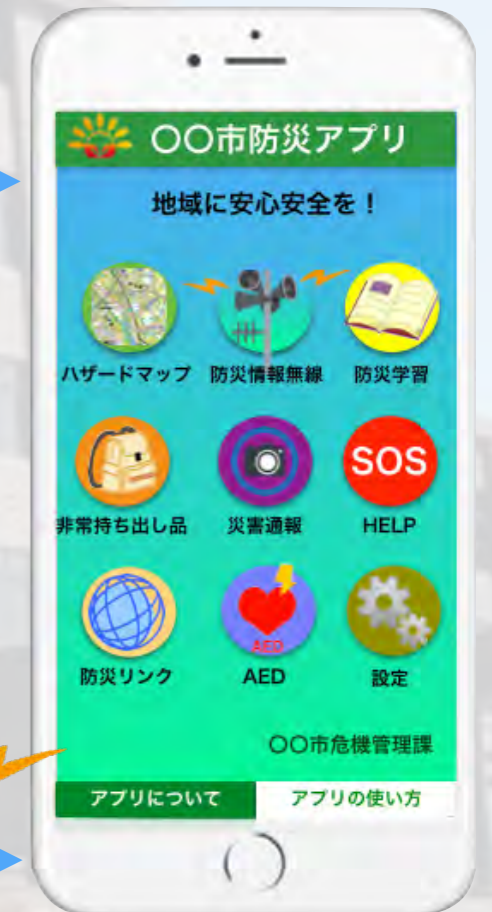 〇〇市防災アプリ
地域に安心安全を！
ハザードマップ 防災情報無線 防災学習
SOS
非常持ち出し品 災害通報 HELP
AED
防災リンク AED 設定
〇〇市危機管理課
アプリについて アプリの使い方